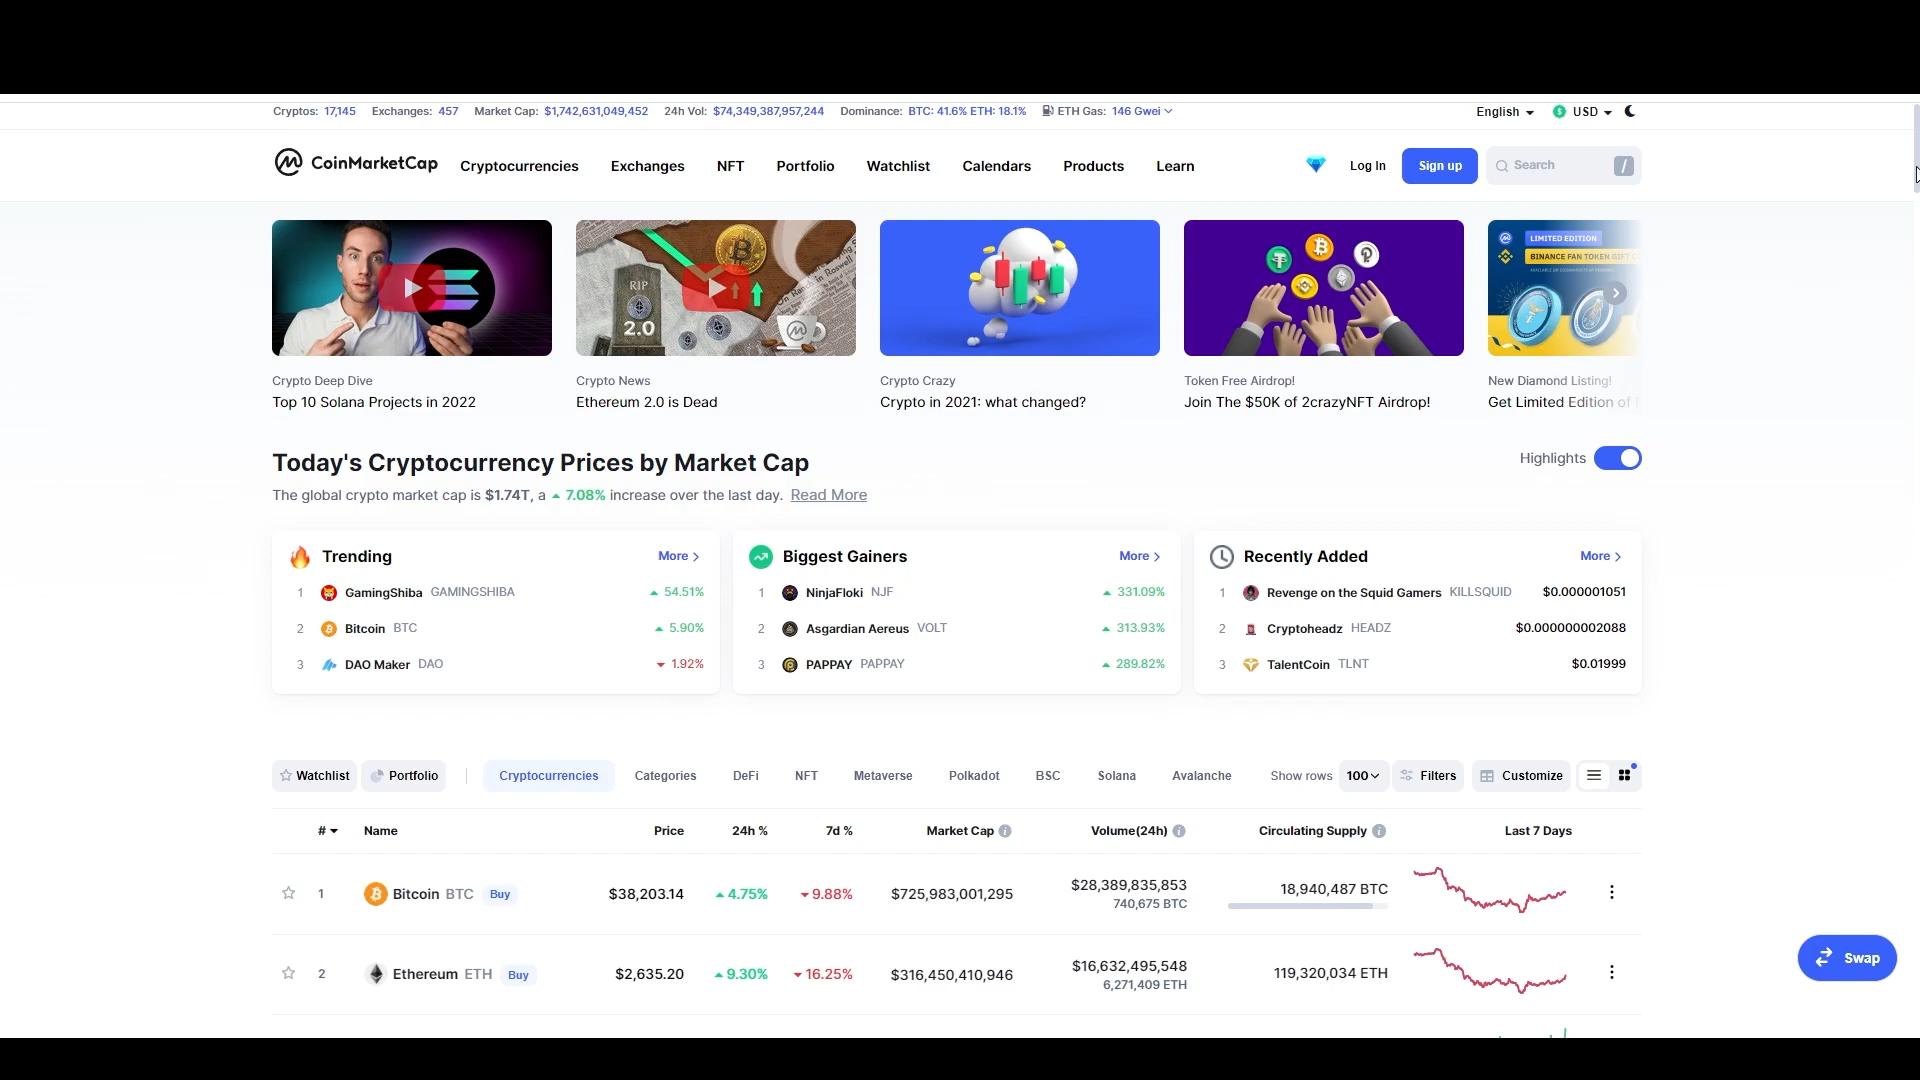 Cryptos: 17,145 Exchanges: 457 Market Cap: $1,742,631,049,452 24h Vol: $74,349,387,957,244 Dominance: BTC: 41.6% ETH: 18.1% ETH Gas: 146 Gwei English USD
CoinMarketCap Cryptocurrencies Exchanges NFT Portfolio Watchlist Calendars Products Learn Log In Sign up Search /
RIP
2.0
LIMITED EDITION
BINANCE FAN TOKEN GIFT
Crypto Deep Dive
Top 10 Solana Projects in 2022
Crypto News
Ethereum 2.0 is Dead
Crypto Crazy
Crypto in 2021: what changed?
Token Free Airdrop!
Join The $50K of 2crazyNFT Airdrop!
New Diamond Listing!
Get Limited Edition of
Today's Cryptocurrency Prices by Market Cap
Highlights
The global crypto market cap is $1.74T, a 7.08% increase over the last day. Read More
Trending More
1 GamingShiba GAMINGSHIBA 54.51%
2 Bitcoin BTC 5.90%
3 DAO Maker DAO 1.92%
Biggest Gainers More
1 NinjaFloki NJF 331.09%
2 Asgardian Aereus VOLT 313.93%
3 PAPPAY PAPPAY 289.82%
Recently Added More
1 Revenge on the Squid Gamers KILLSQUID $0.000001051
2 Cryptoheadz HEADZ $0.000000002088
3 TalentCoin TLNT $0.01999
Watchlist Portfolio Cryptocurrencies Categories DeFi NFT Metaverse Polkadot BSC Solana Avalanche Show rows 100 Filters Customize
# Name Price 24h % 7d % Market Cap Volume(24h) Circulating Supply Last 7 Days
1 Bitcoin BTC Buy $38,203.14 4.75% 9.88% $725,983,001,295 $28,389,835,853 18,940,487 BTC
740,675 BTC
2 Ethereum ETH Buy $2,635.20 9.30% 16.25% $316,450,410,946 $16,632,495,548 119,320,034 ETH
6,271,409 ETH
Swap